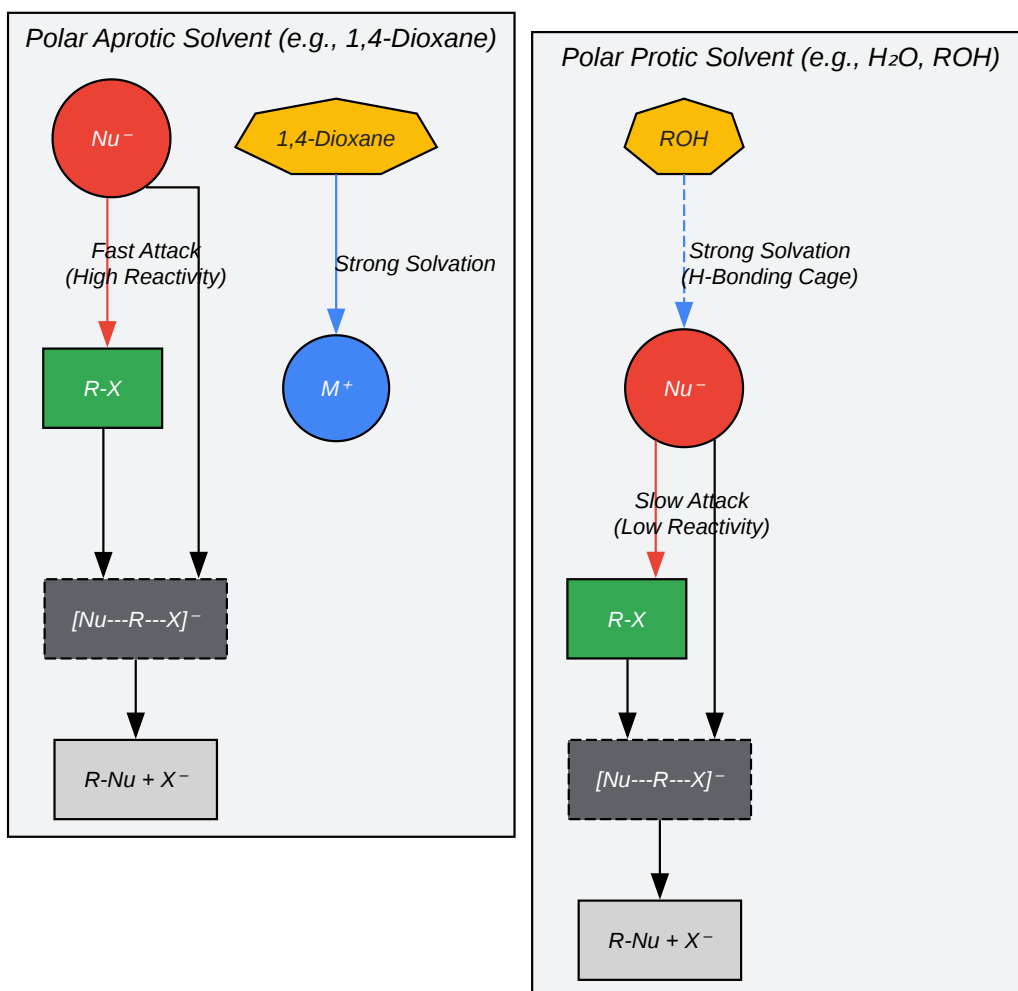 Polar Aprotic Solvent (e.g., 1,4-Dioxane)
Nu⁻
1,4-Dioxane
Fast Attack
(High Reactivity)
Strong Solvation
R-X
M⁺
[Nu---R---X]⁻
R-Nu + X⁻
Polar Protic Solvent (e.g., H₂O, ROH)
ROH
Strong Solvation
(H-Bonding Cage)
Nu⁻
Slow Attack
(Low Reactivity)
R-X
[Nu---R---X]⁻
R-Nu + X⁻